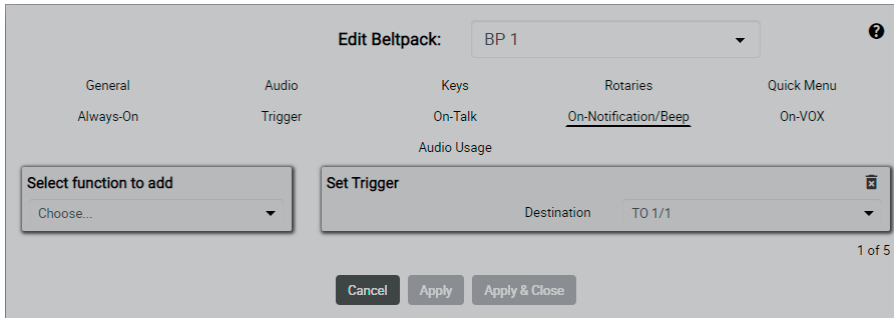 Edit Beltpack: BP 1
General Audio Keys Rotaries Quick Menu
Always-On Trigger On-Talk On-Notification/Beep On-VOX
Audio Usage
Select function to add
Choose...
Set Trigger
Destination TO 1/1
1 of 5
Cancel Apply Apply & Close